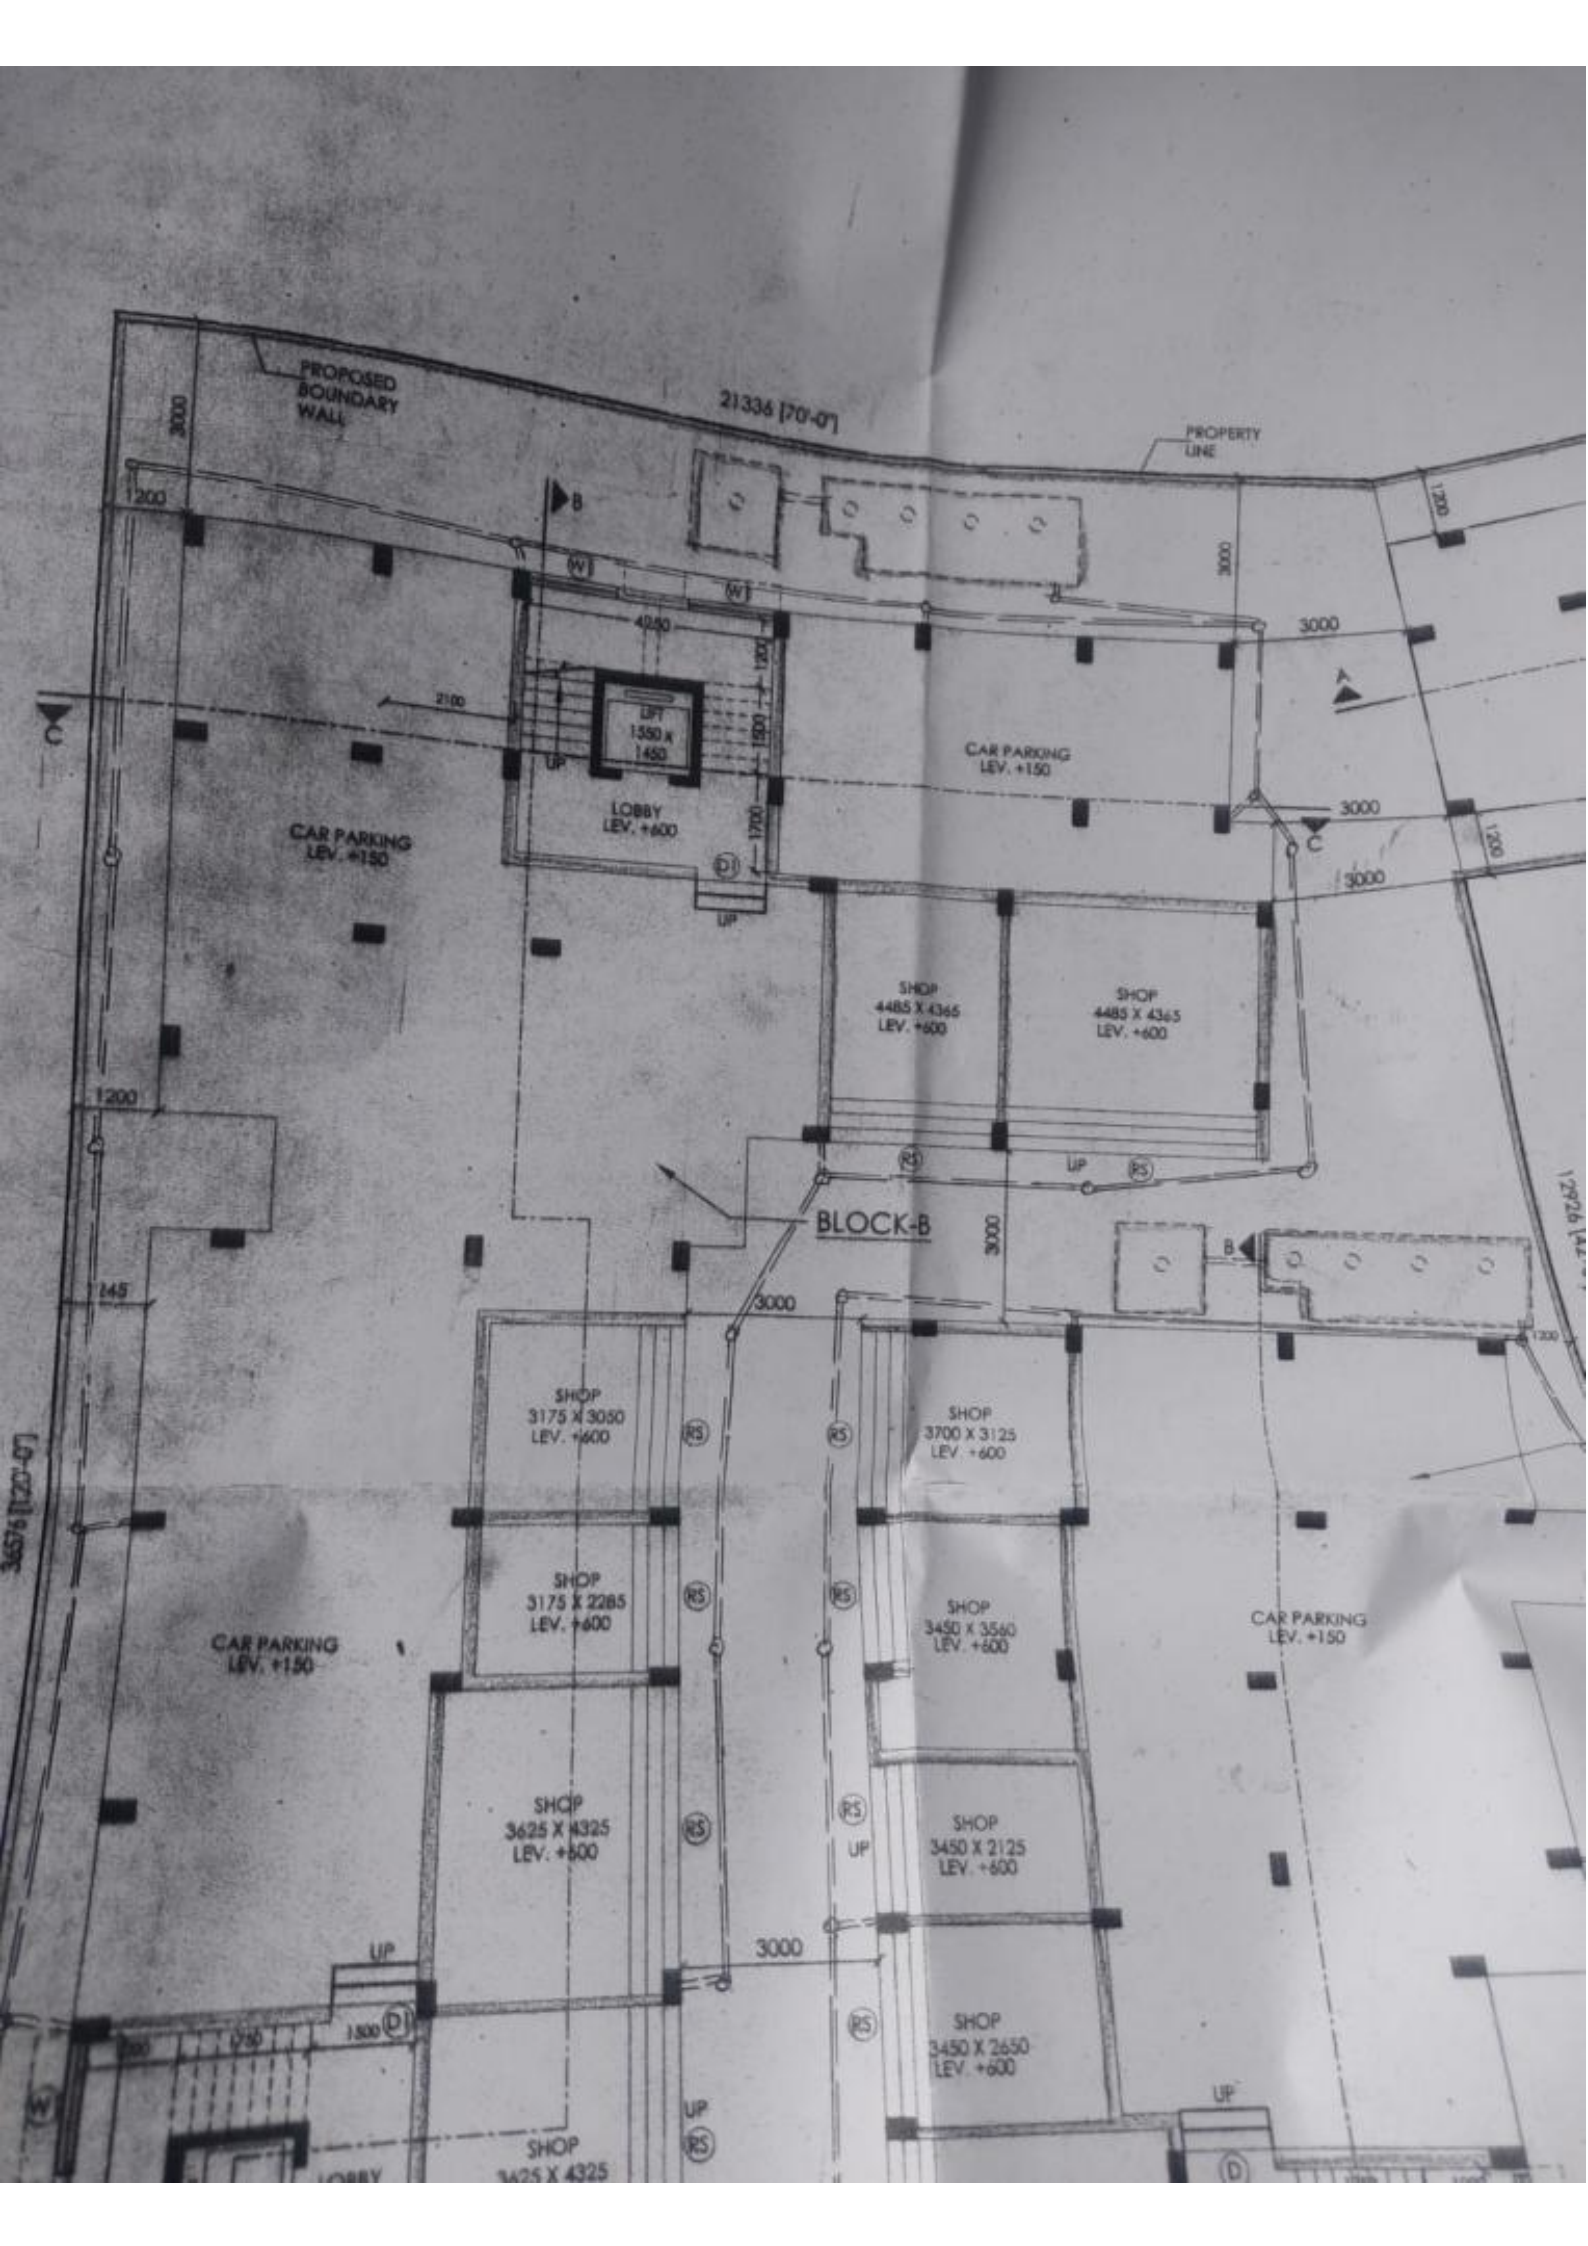 PROPOSED
BOUNDARY
WALL
3000
21336 [70'-0"]
PROPERTY
LINE
1200
1200
B
W1
W1
3000
3000
4250
1200
A
2100
C
LIFT
1550 X
1450
1500
UP
CAR PARKING
LEV. +150
3000
C
1200
LOBBY
LEV. +600
1700
CAR PARKING
LEV. +150
D1
UP
3000
SHOP
4485 X 4365
LEV. +600
SHOP
4485 X 4365
LEV. +600
1200
RS
UP
RS
BLOCK-B
3000
B
3000
1200
SHOP
3175 X 3050
LEV. +600
RS
RS
SHOP
3700 X 3125
LEV. +600
36576 [120'-0"]
SHOP
3175 X 2285
LEV. +600
RS
RS
SHOP
3450 X 3560
LEV. +600
CAR PARKING
LEV. +150
CAR PARKING
LEV. +150
SHOP
3625 X 4325
LEV. +600
RS
RS
UP
SHOP
3450 X 2125
LEV. +600
UP
3000
1500
D1
RS
SHOP
3450 X 2650
LEV. +600
W
UP
RS
UP
SHOP
3625 X 4325
LOBBY
D